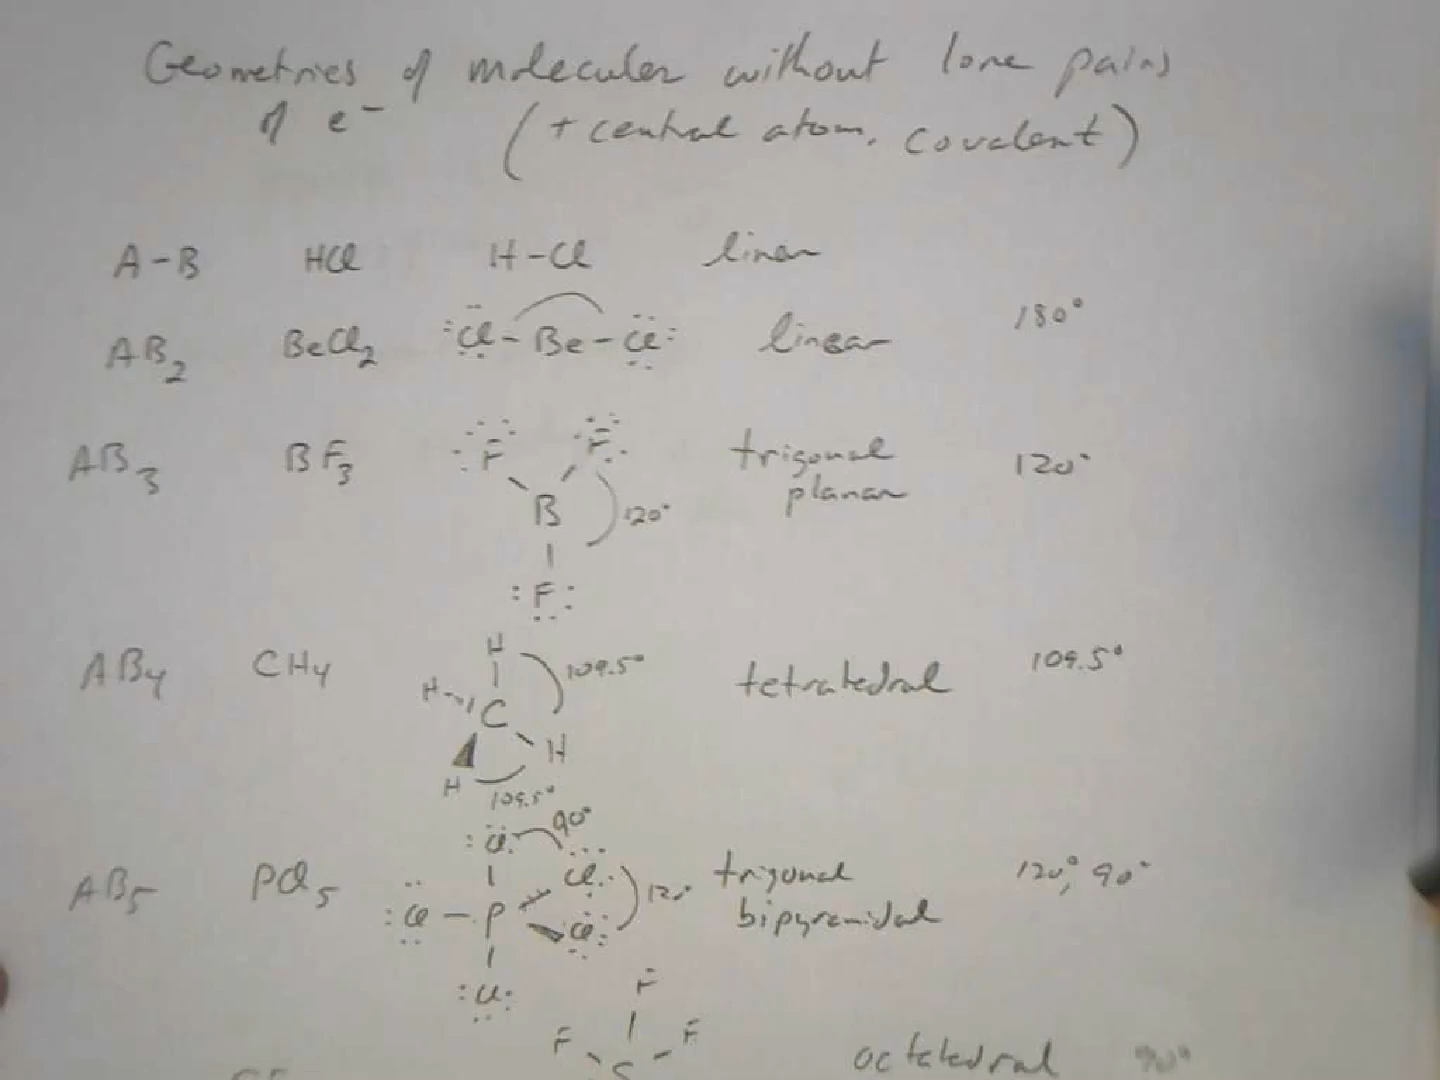 Geometries of molecules without lone pairs
of e⁻ (+ central atom, covalent)
A-B HCl H-Cl linear
AB₂ BeCl₂ :Cl-Be-Cl: linear 180°
AB₃ BF₃ F F trigonal planar 120°
B 120°
:F:
AB₄ CH₄ H 109.5° tetrahedral 109.5°
H C H
H 109.5°
:Cl: 90°
AB₅ PCl₅ :Cl-P Cl Cl 120° trigonal bipyramidal 120°, 90°
:Cl:
F
F S F octahedral 90°